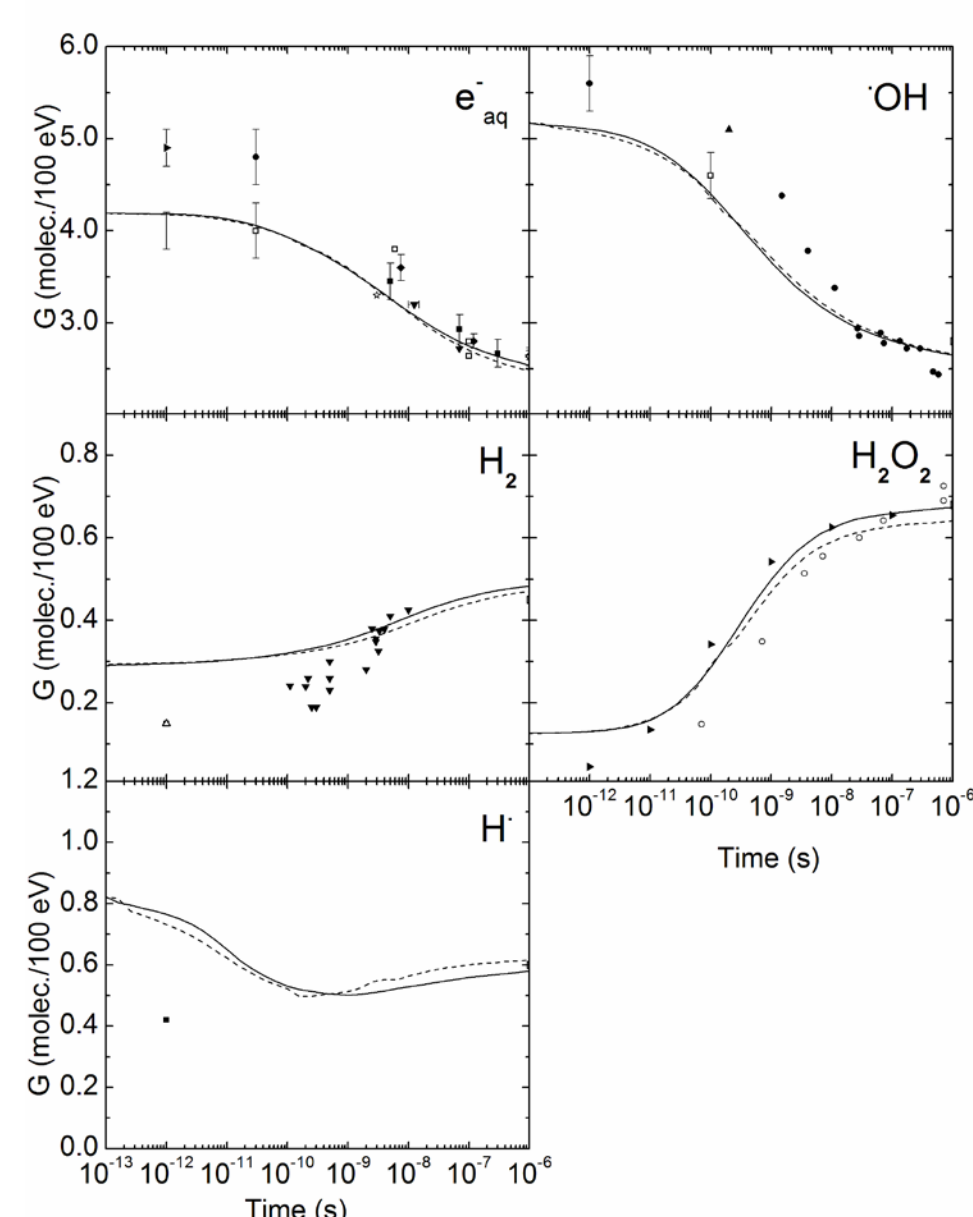 6.0
5.0
4.0
3.0
G (molec./100 eV)
e⁻aq
·OH
0.8
0.6
0.4
0.2
G (molec./100 eV)
H₂
H₂O₂
10⁻¹² 10⁻¹¹ 10⁻¹⁰ 10⁻⁹ 10⁻⁸ 10⁻⁷ 10⁻⁶
Time (s)
1.2
1.0
0.8
0.6
0.4
0.2
0.0
G (molec./100 eV)
H·
10⁻¹³ 10⁻¹² 10⁻¹¹ 10⁻¹⁰ 10⁻⁹ 10⁻⁸ 10⁻⁷ 10⁻⁶
Time (s)